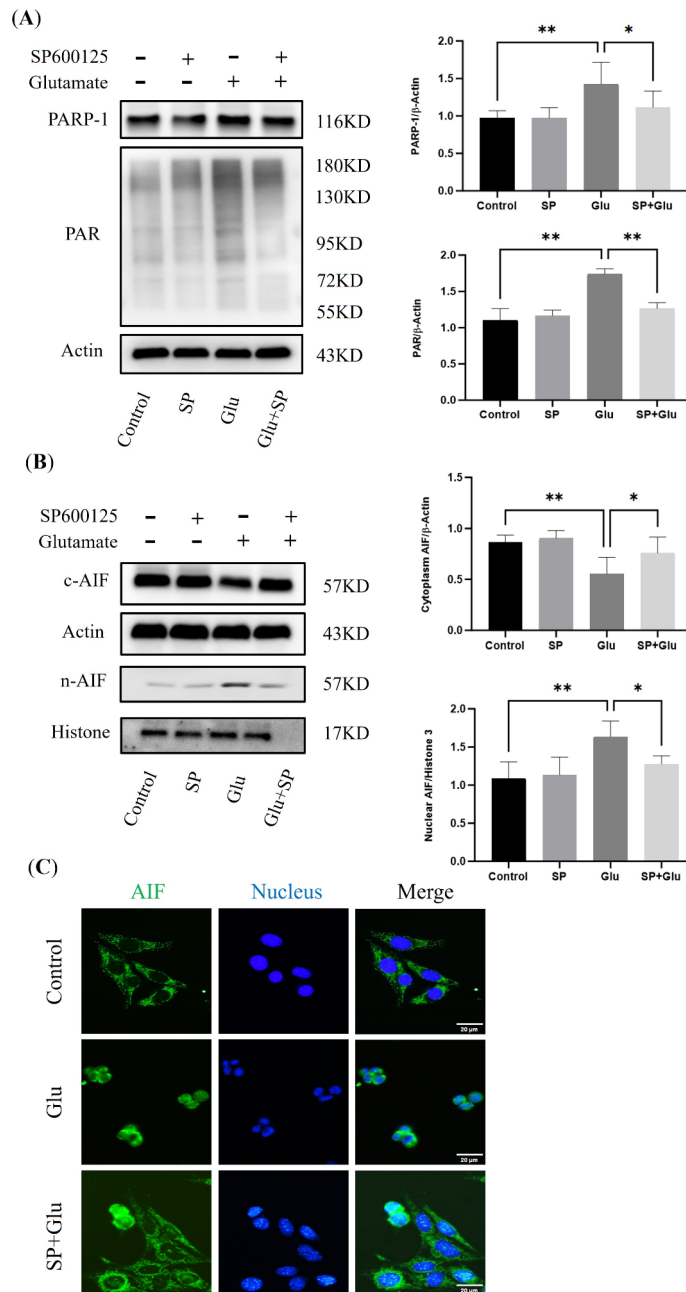 (A)
SP600125 - + - +
Glutamate - - + +
PARP-1 116KD
PAR
180KD
130KD
95KD
72KD
55KD
Actin 43KD
Control SP Glu Glu+SP
PARP-1/β-Actin
2.0
1.5
1.0
0.5
0.0
** *
Control SP Glu SP+Glu
PAR/β-Actin
2.0
1.5
1.0
0.5
0.0
** **
Control SP Glu SP+Glu
(B)
SP600125 - + - +
Glutamate - - + +
c-AIF 57KD
Actin 43KD
n-AIF 57KD
Histone 17KD
Control SP Glu Glu+SP
Cytoplasm AIF/β-Actin
1.5
1.0
0.5
0.0
** *
Control SP Glu SP+Glu
Nuclear AIF/Histone 3
2.0
1.5
1.0
0.5
0.0
** *
Control SP Glu SP+Glu
(C)
AIF Nucleus Merge
Control
20 μm
Glu
20 μm
SP+Glu
20 μm